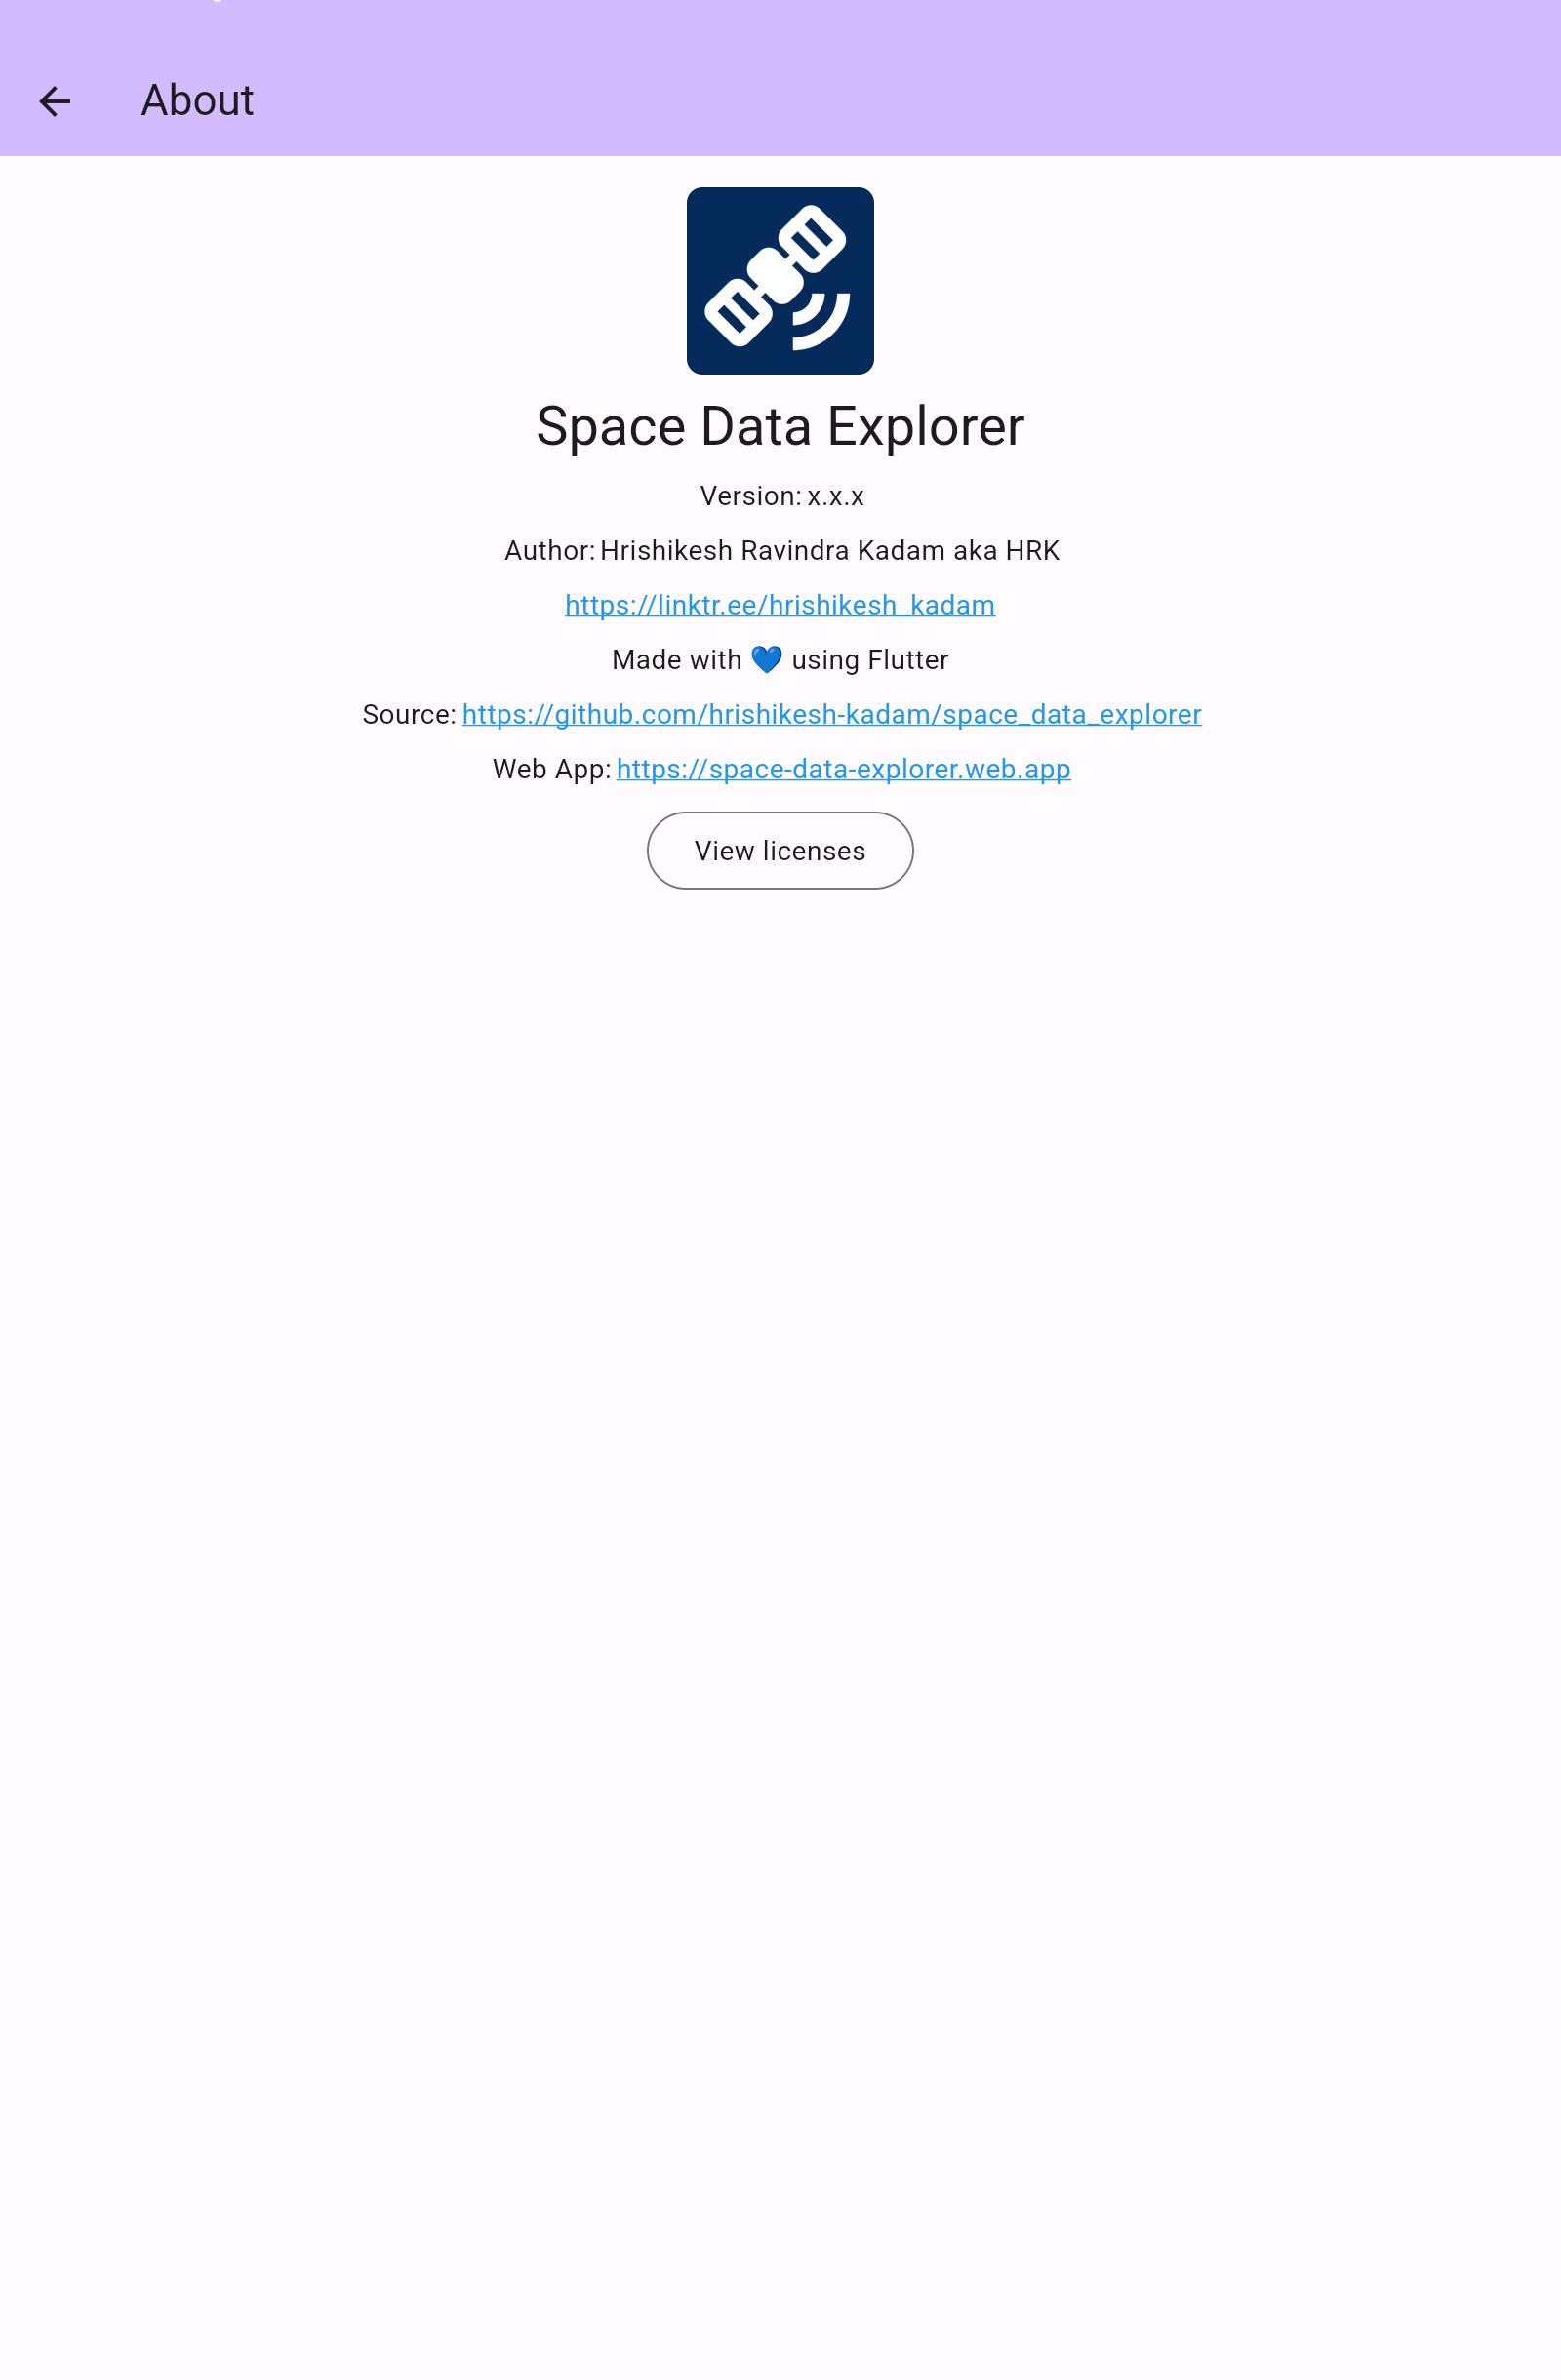 About
Space Data Explorer
Version: x.x.x
Author: Hrishikesh Ravindra Kadam aka HRK
https://linktr.ee/hrishikesh_kadam
Made with 💙 using Flutter
Source: https://github.com/hrishikesh-kadam/space_data_explorer
Web App: https://space-data-explorer.web.app
View licenses